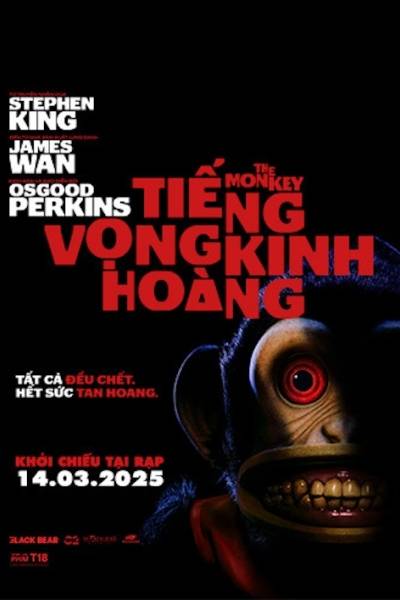 STEPHEN
KING
JAMES
WAN
OSGOOD
PERKINS
THE
MONKEY
TIẾNG
VỌNG KINH
HOÀNG
TẤT CẢ ĐỀU CHẾT.
HẾT SỨC TAN HOANG.
KHỞI CHIẾU TẠI RẠP
14.03.2025
BLACK BEAR
T18